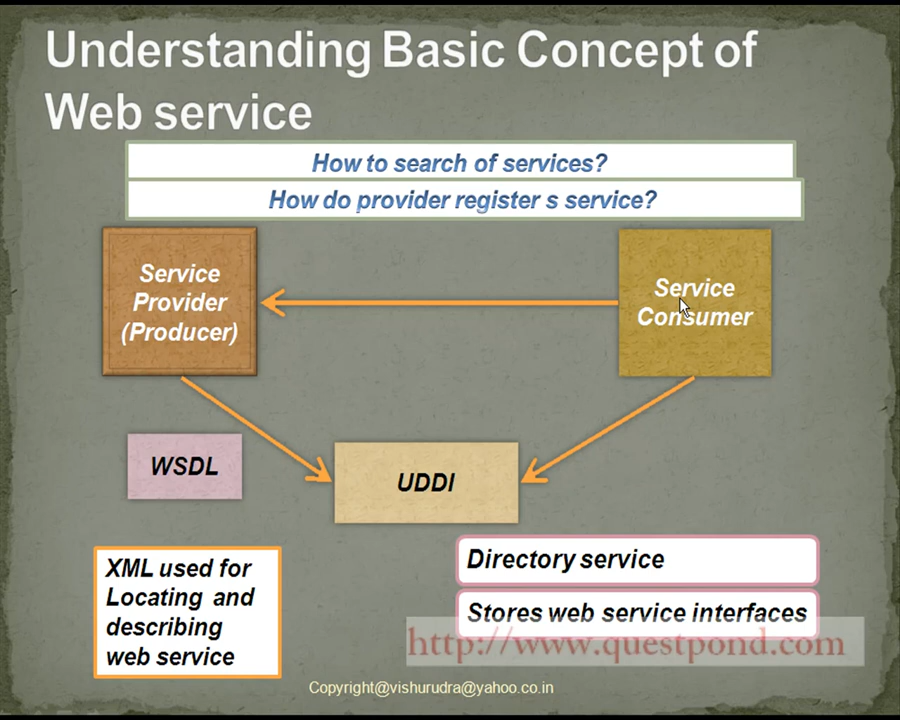 Understanding Basic Concept of
Web service
How to search of services?
How do provider register s service?
Service
Provider
(Producer)
Service
Consumer
WSDL
UDDI
XML used for
Locating and
describing
web service
Directory service
Stores web service interfaces
http://www.questpond.com
Copyright@vishurudra@yahoo.co.in